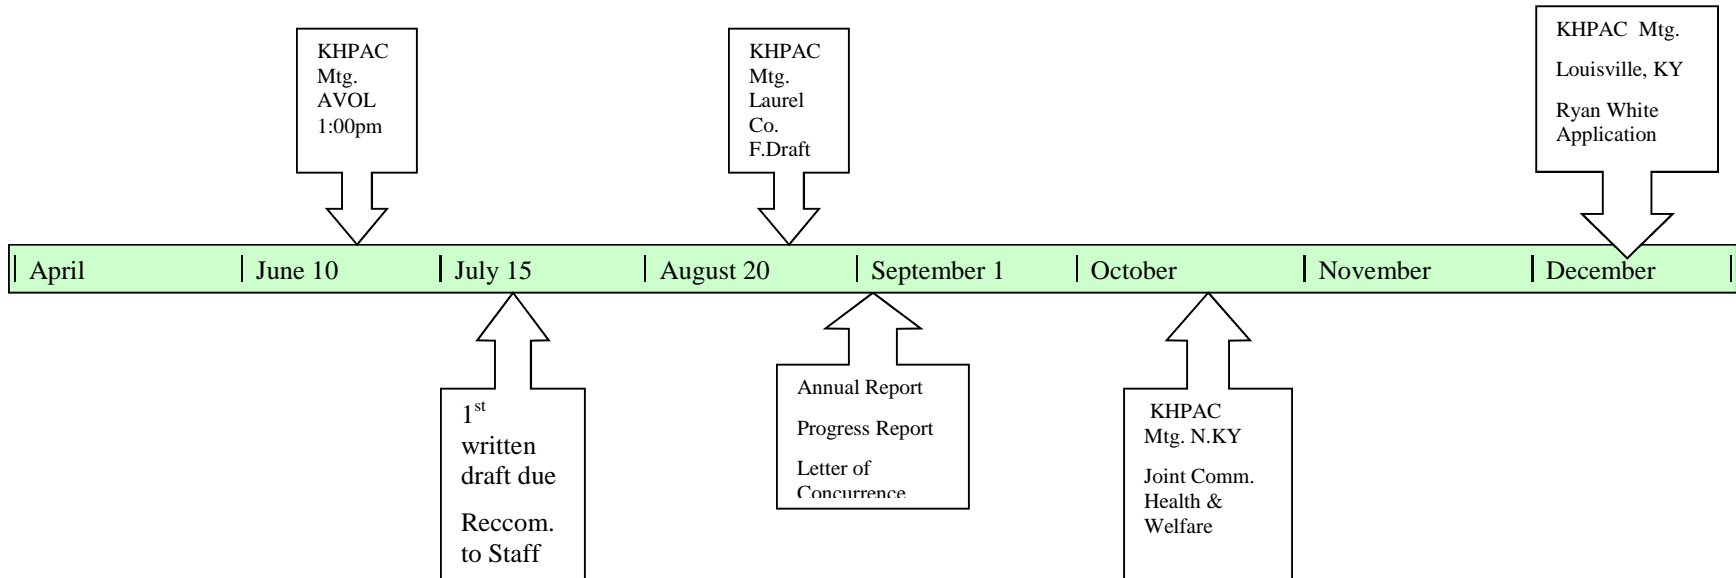 KHPAC
Mtg.
AVOL
1:00pm
KHPAC
Mtg.
Laurel
Co.
F.Draft
KHPAC Mtg.
Louisville, KY
Ryan White
Application
April
June 10
July 15
August 20
September 1
October
November
December
1st
written
draft due
Reccom.
to Staff
Annual Report
Progress Report
Letter of
Concurrence
KHPAC
Mtg. N.KY
Joint Comm.
Health &
Welfare